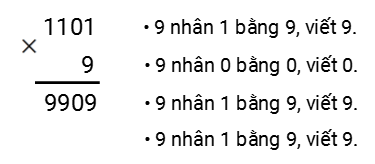 1101
×
9
9909
• 9 nhân 1 bằng 9, viết 9.
• 9 nhân 0 bằng 0, viết 0.
• 9 nhân 1 bằng 9, viết 9.
• 9 nhân 1 bằng 9, viết 9.